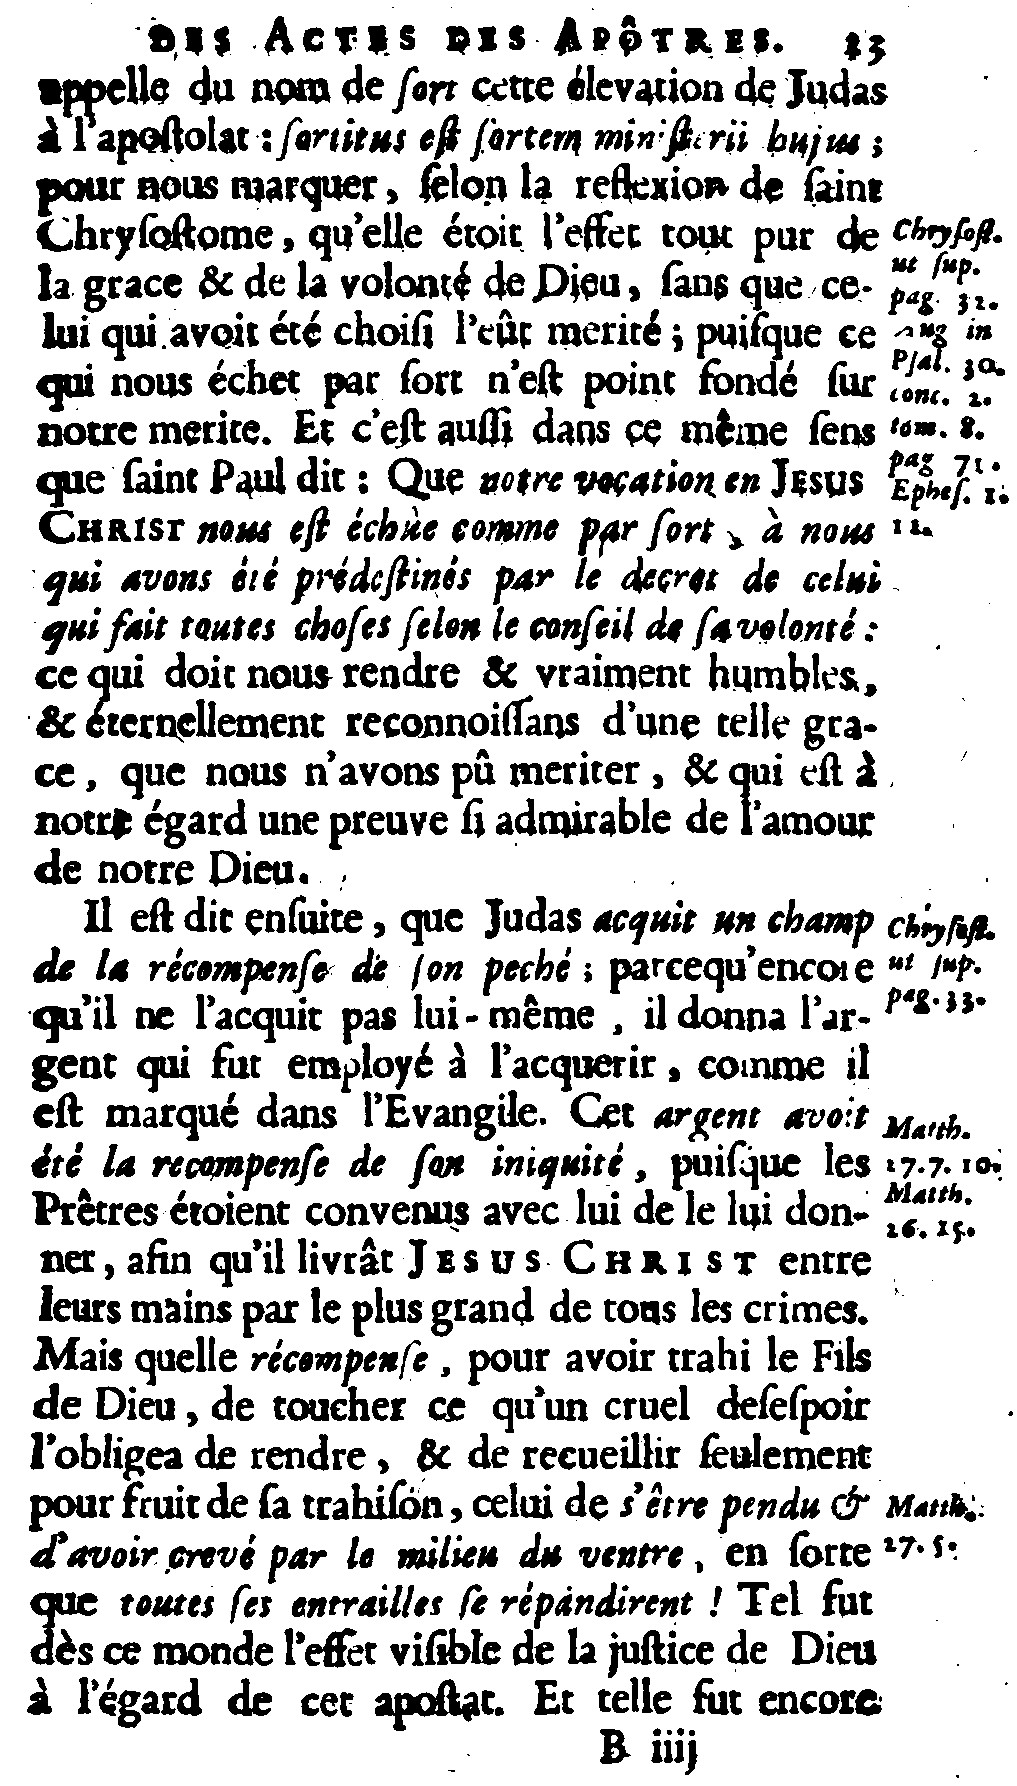 DES ACTES DES APÔTRES. 23
appelle du nom de ſort cette élevation de Judas
à l'apoſtolat : ſortitus eſt ſortem miniſterii hujus ;
pour nous marquer, ſelon la reflexion de ſaint
Chryſoſtome, qu'elle étoit l'effet tout pur de
la grace & de la volonté de Dieu, ſans que ce-
lui qui avoit été choiſi l'eût merité ; puiſque ce
qui nous échet par ſort n'eſt point fondé ſur
notre merite. Et c'eſt auſſi dans ce même ſens
que ſaint Paul dit : Que notre vocation en JESUS
CHRIST nous eſt échûe comme par ſort, à nous
qui avons été prédeſtinés par le decret de celui
qui fait toutes choſes ſelon le conſeil de ſa volonté :
ce qui doit nous rendre & vraiment humbles,
& éternellement reconnoiſſans d'une telle gra-
ce, que nous n'avons pû meriter, & qui eſt à
notre égard une preuve ſi admirable de l'amour
de notre Dieu.
Il eſt dit enſuite, que Judas acquit un champ
de la récompenſe de ſon peché ; parcequ'encore
qu'il ne l'acquit pas lui-même, il donna l'ar-
gent qui fut employé à l'acquerir, comme il
eſt marqué dans l'Evangile. Cet argent avoit
été la recompenſe de ſon iniquité, puiſque les
Prêtres étoient convenus avec lui de le lui don-
ner, afin qu'il livrât JESUS CHRIST entre
leurs mains par le plus grand de tous les crimes.
Mais quelle récompenſe, pour avoir trahi le Fils
de Dieu, de toucher ce qu'un cruel deſeſpoir
l'obligea de rendre, & de recueillir ſeulement
pour fruit de ſa trahiſon, celui de s'être pendu &
d'avoir crevé par le milieu du ventre, en ſorte
que toutes ſes entrailles ſe répandirent ! Tel fut
dès ce monde l'effet viſible de la juſtice de Dieu
à l'égard de cet apoſtat. Et telle fut encore
B iiij
Chryſoſt.
ut ſup.
pag. 32.
Aug in
Pſal. 30.
conc. 2.
tom. 8.
pag 71.
Epheſ. 1.
11.
Chryſoſt.
ut ſup.
pag. 33.
Matth.
27.7.10.
Matth.
26. 15.
Matth.
27. 5.